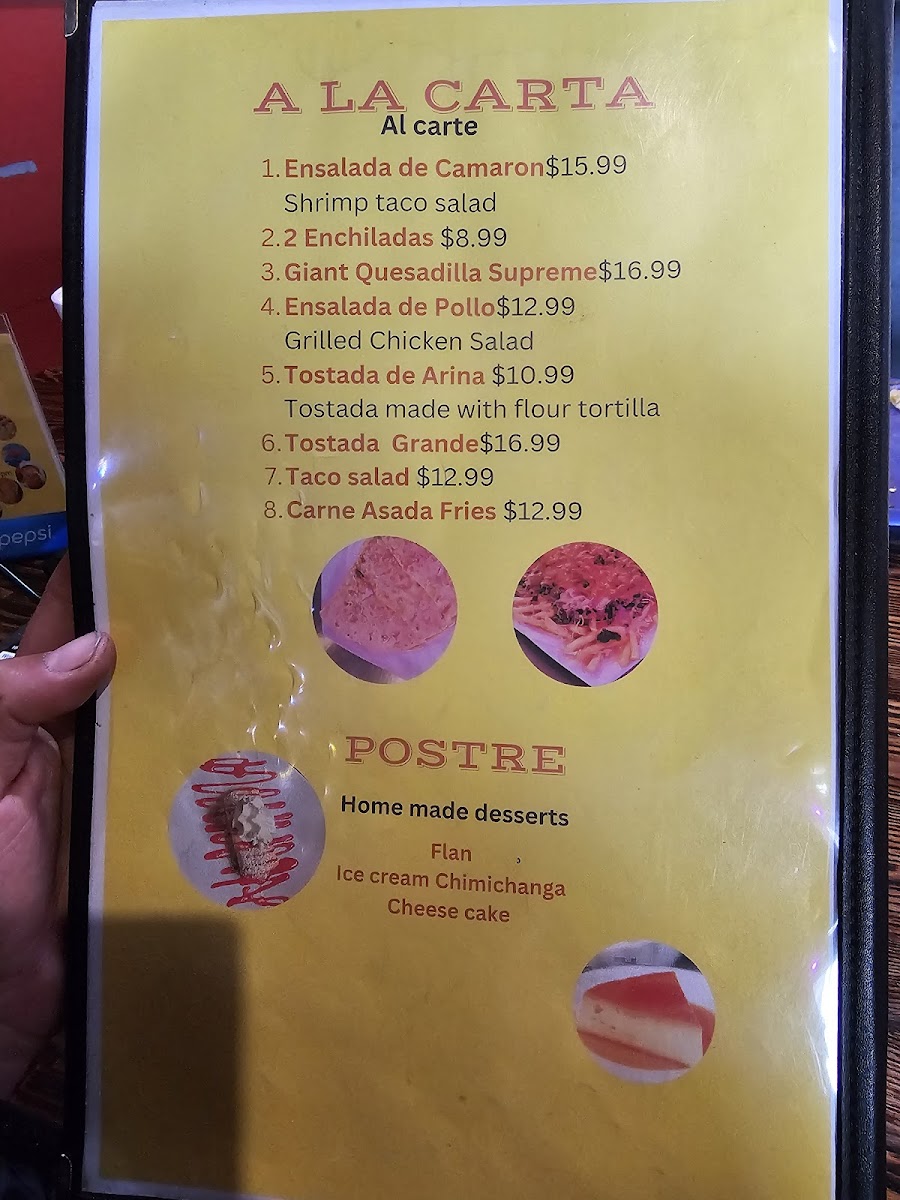 A LA CARTA
Al carte
1. Ensalada de Camaron$15.99
Shrimp taco salad
2. 2 Enchiladas $8.99
3. Giant Quesadilla Supreme$16.99
4. Ensalada de Pollo$12.99
Grilled Chicken Salad
5. Tostada de Arina $10.99
Tostada made with flour tortilla
6. Tostada Grande$16.99
7. Taco salad $12.99
8. Carne Asada Fries $12.99
pepsi
POSTRE
Home made desserts
Flan
Ice cream Chimichanga
Cheese cake